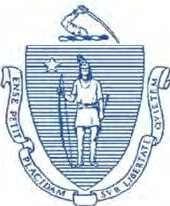 ENSE PETIT
PLACIDAM
SVB LIBERTATE
QVIETEM